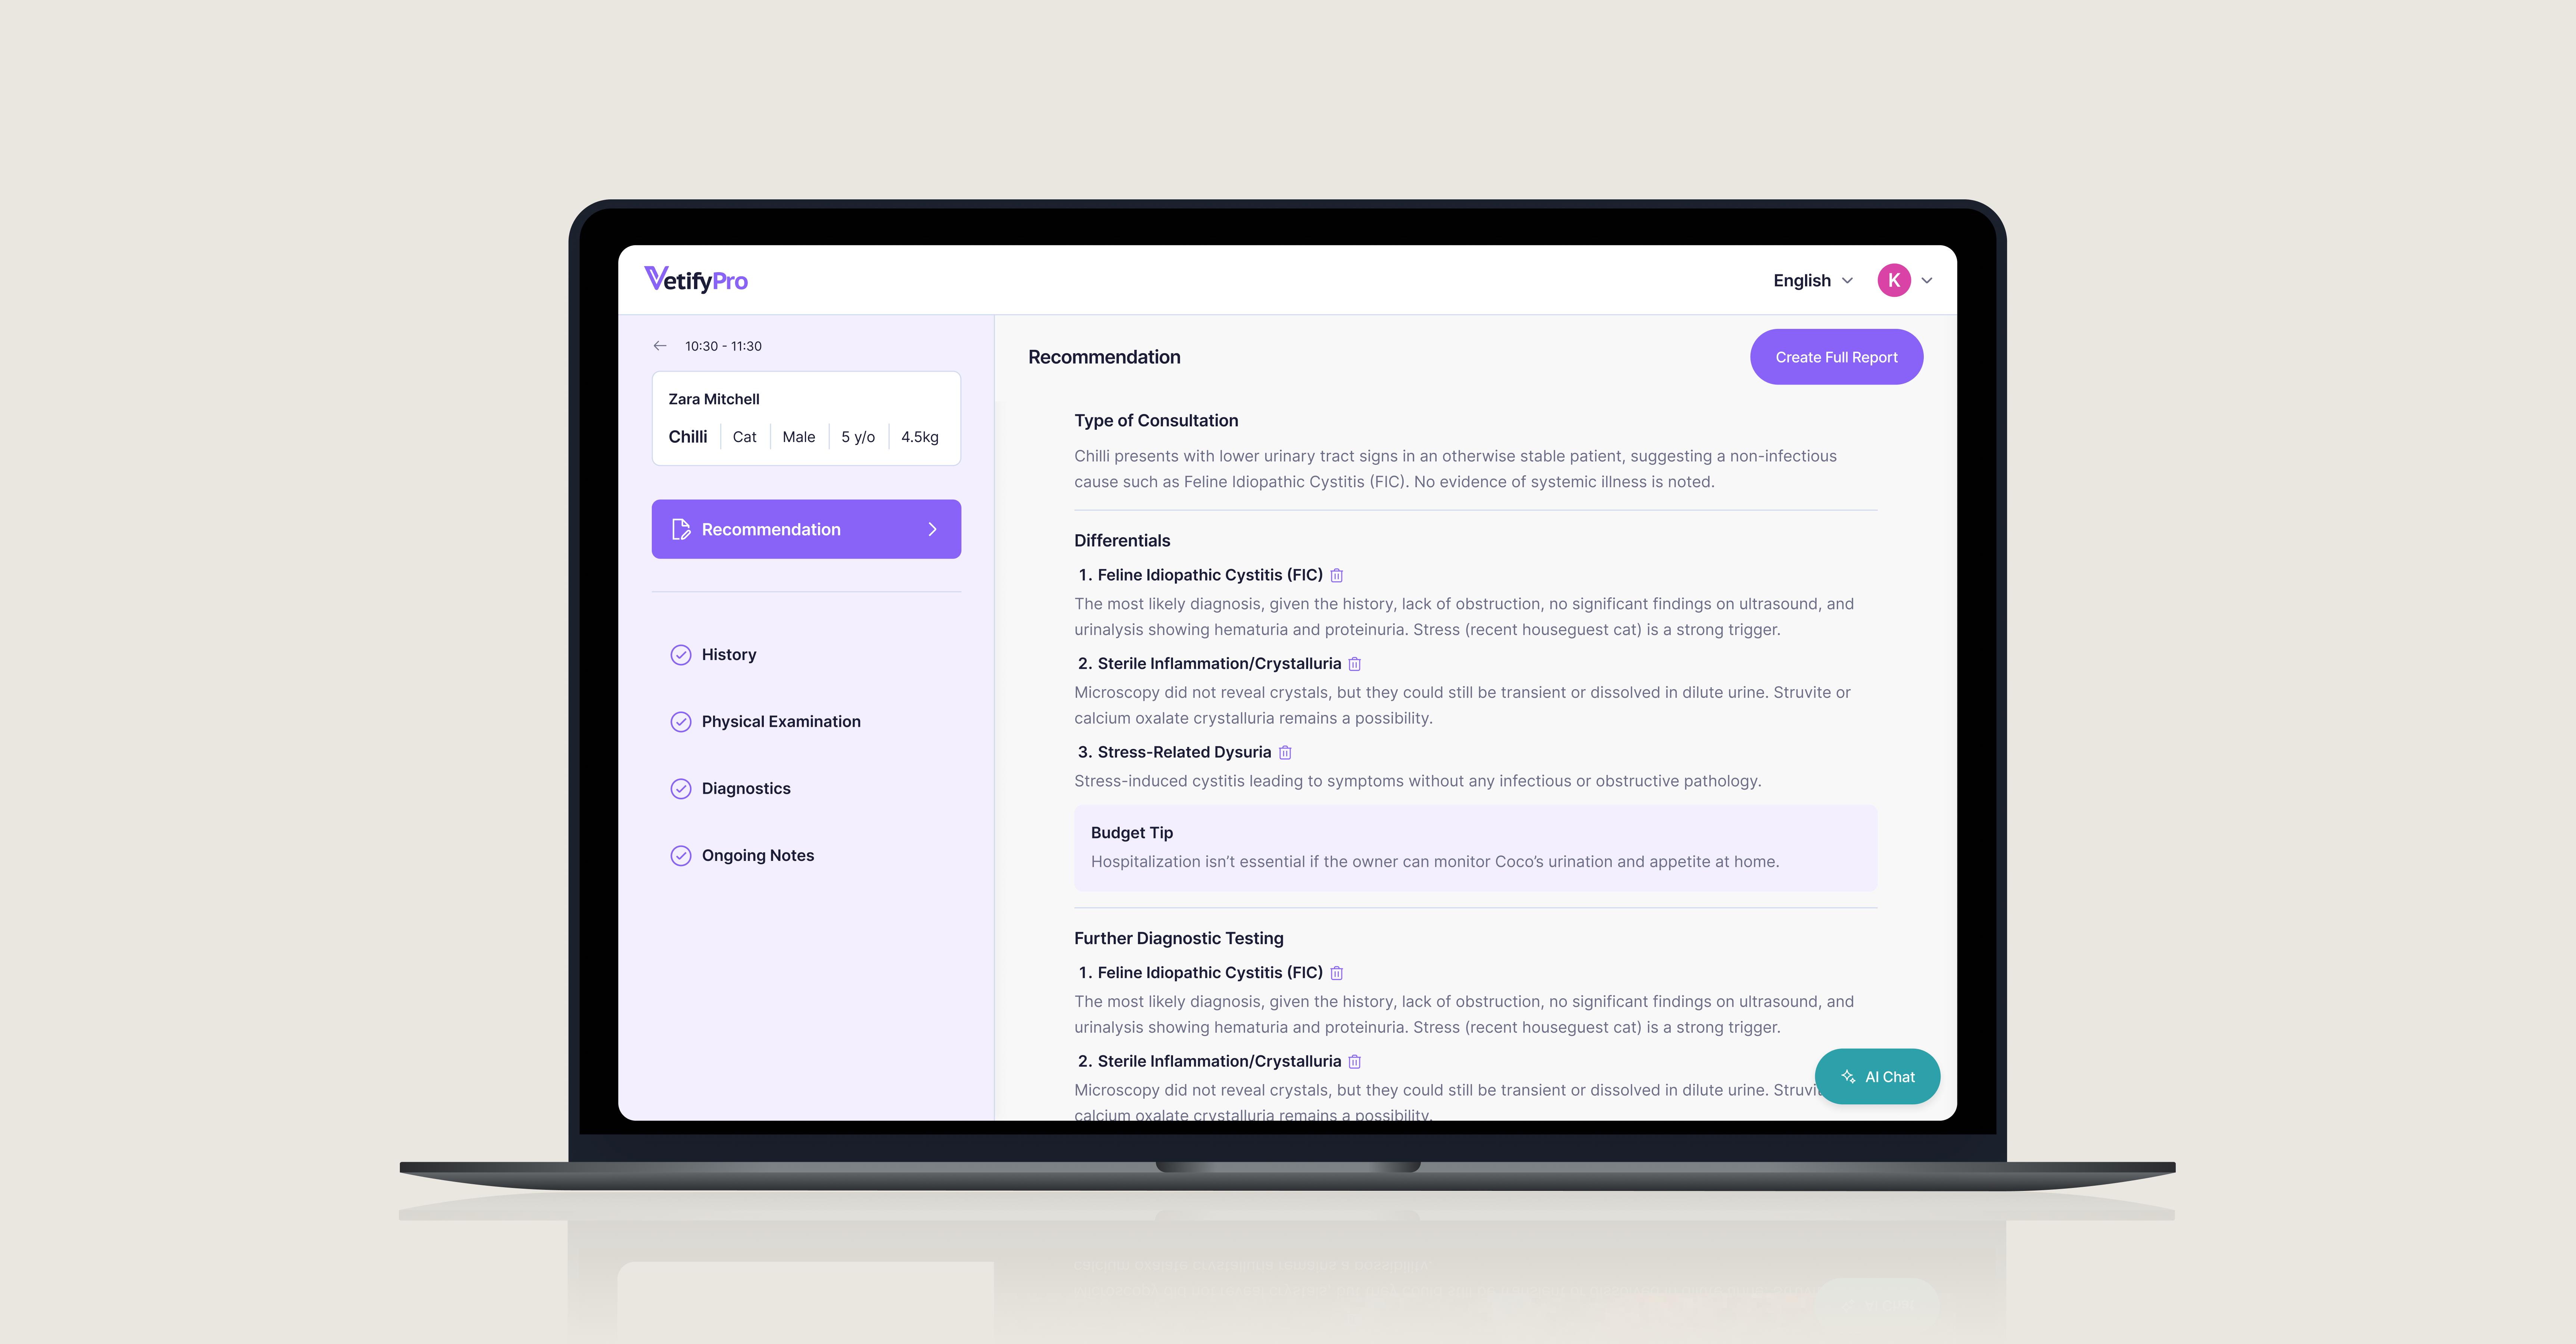 VetifyPro
English
K
10:30 - 11:30
Zara Mitchell
Chilli Cat Male 5 y/o 4.5kg
Recommendation
History
Physical Examination
Diagnostics
Ongoing Notes
Recommendation
Create Full Report
Type of Consultation
Chilli presents with lower urinary tract signs in an otherwise stable patient, suggesting a non-infectious
cause such as Feline Idiopathic Cystitis (FIC). No evidence of systemic illness is noted.
Differentials
1. Feline Idiopathic Cystitis (FIC)
The most likely diagnosis, given the history, lack of obstruction, no significant findings on ultrasound, and
urinalysis showing hematuria and proteinuria. Stress (recent houseguest cat) is a strong trigger.
2. Sterile Inflammation/Crystalluria
Microscopy did not reveal crystals, but they could still be transient or dissolved in dilute urine. Struvite or
calcium oxalate crystalluria remains a possibility.
3. Stress-Related Dysuria
Stress-induced cystitis leading to symptoms without any infectious or obstructive pathology.
Budget Tip
Hospitalization isn’t essential if the owner can monitor Coco’s urination and appetite at home.
Further Diagnostic Testing
1. Feline Idiopathic Cystitis (FIC)
The most likely diagnosis, given the history, lack of obstruction, no significant findings on ultrasound, and
urinalysis showing hematuria and proteinuria. Stress (recent houseguest cat) is a strong trigger.
2. Sterile Inflammation/Crystalluria
Microscopy did not reveal crystals, but they could still be transient or dissolved in dilute urine.
calcium oxalate crystalluria remains a possibility.
AI Chat